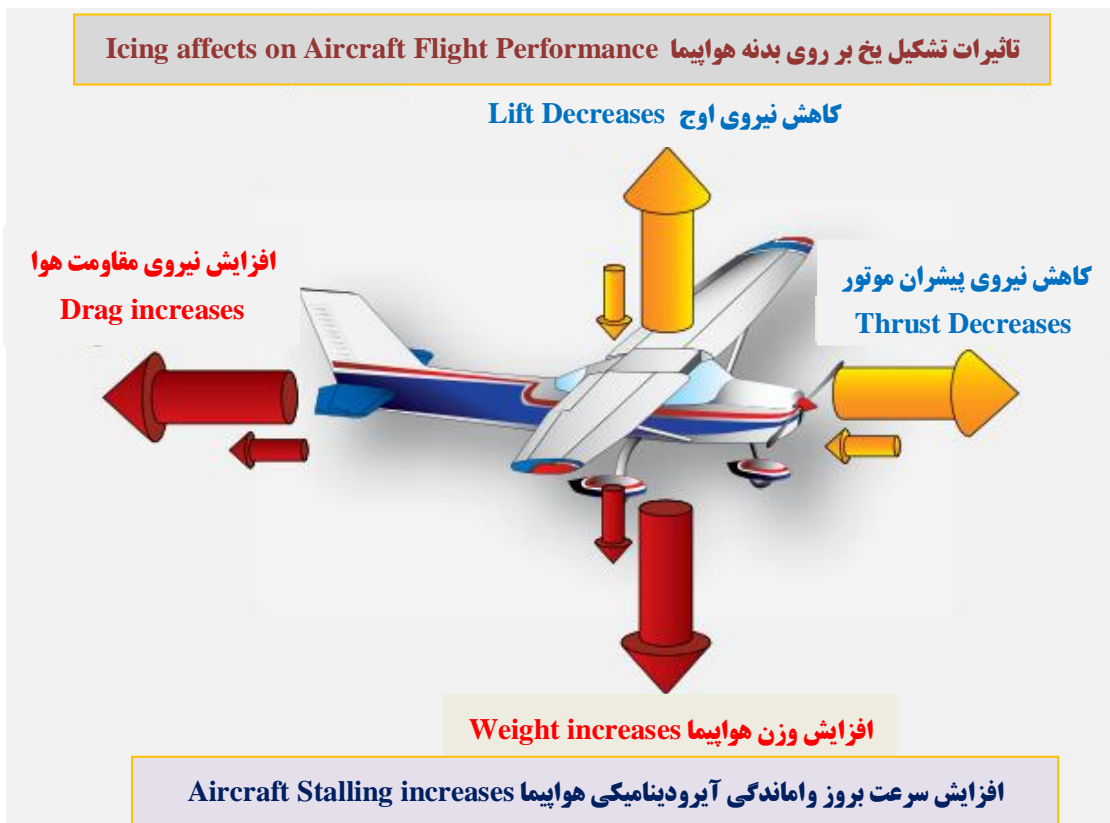 تاثیرات تشکیل یخ بر روی بدنه هواپیما Icing affects on Aircraft Flight Performance
کاهش نیروی اوج Lift Decreases
افزایش نیروی مقاومت هوا
Drag increases
کاهش نیروی پیشران موتور
Thrust Decreases
افزایش وزن هواپیما Weight increases
افزایش سرعت بروز واماندگی آیرودینامیکی هواپیما Aircraft Stalling increases